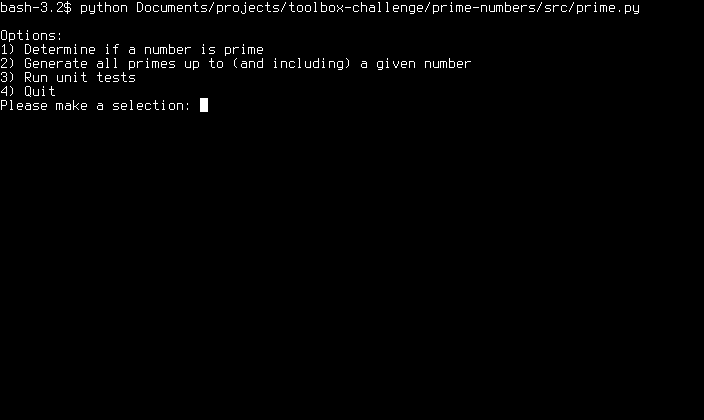 bash-3.2$ python Documents/projects/toolbox-challenge/prime-numbers/src/prime.py
Options:
1) Determine if a number is prime
2) Generate all primes up to (and including) a given number
3) Run unit tests
4) Quit
Please make a selection: